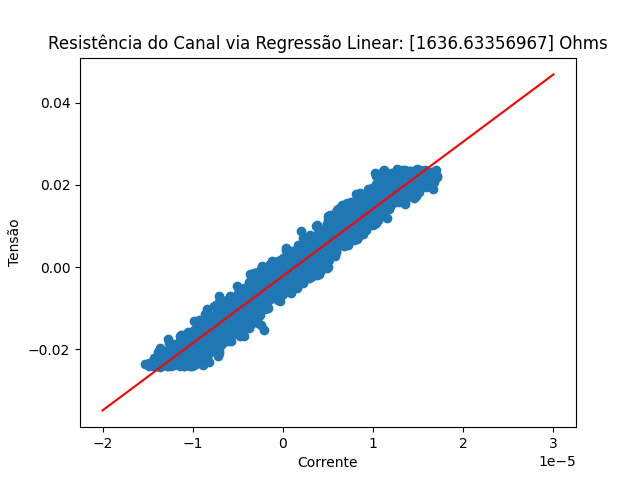 Resistência do Canal via Regressão Linear: [1636.63356967] Ohms
0.04
0.02
0.00
−0.02
Tensão
−2
−1
0
1
2
3
1e−5
Corrente